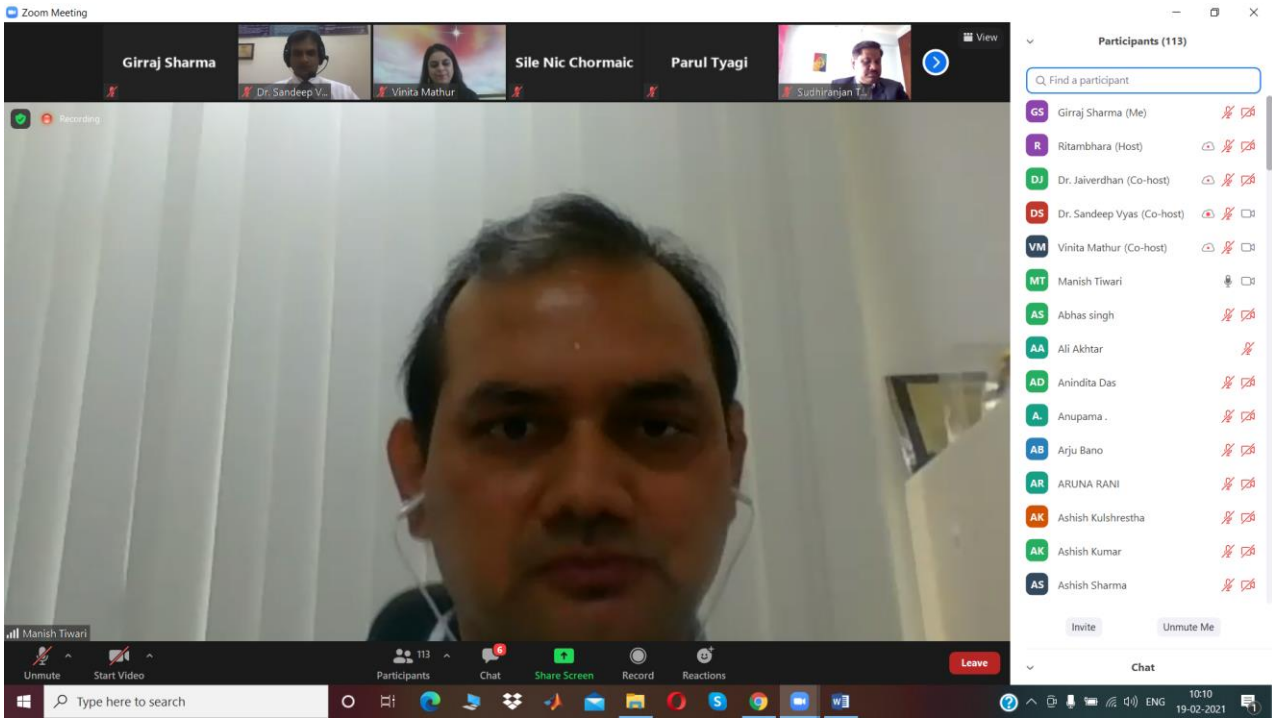 Zoom Meeting
Girraj Sharma
Dr. Sandeep V...
Vinita Mathur
Sile Nic Chormaic
Parul Tyagi
Sudhiranjan T...
View
Recording
Manish Tiwari
Unmute
Start Video
113
Participants
6
Chat
Share Screen
Record
Reactions
Leave
Participants (113)
Find a participant
GS Girraj Sharma (Me)
R Ritambhara (Host)
DJ Dr. Jaiverdhan (Co-host)
DS Dr. Sandeep Vyas (Co-host)
VM Vinita Mathur (Co-host)
MT Manish Tiwari
AS Abhas singh
AA Ali Akhtar
AD Anindita Das
A. Anupama .
AB Arju Bano
AR ARUNA RANI
AK Ashish Kulshrestha
AK Ashish Kumar
AS Ashish Sharma
Invite Unmute Me
Chat
Type here to search
ENG
10:10
19-02-2021